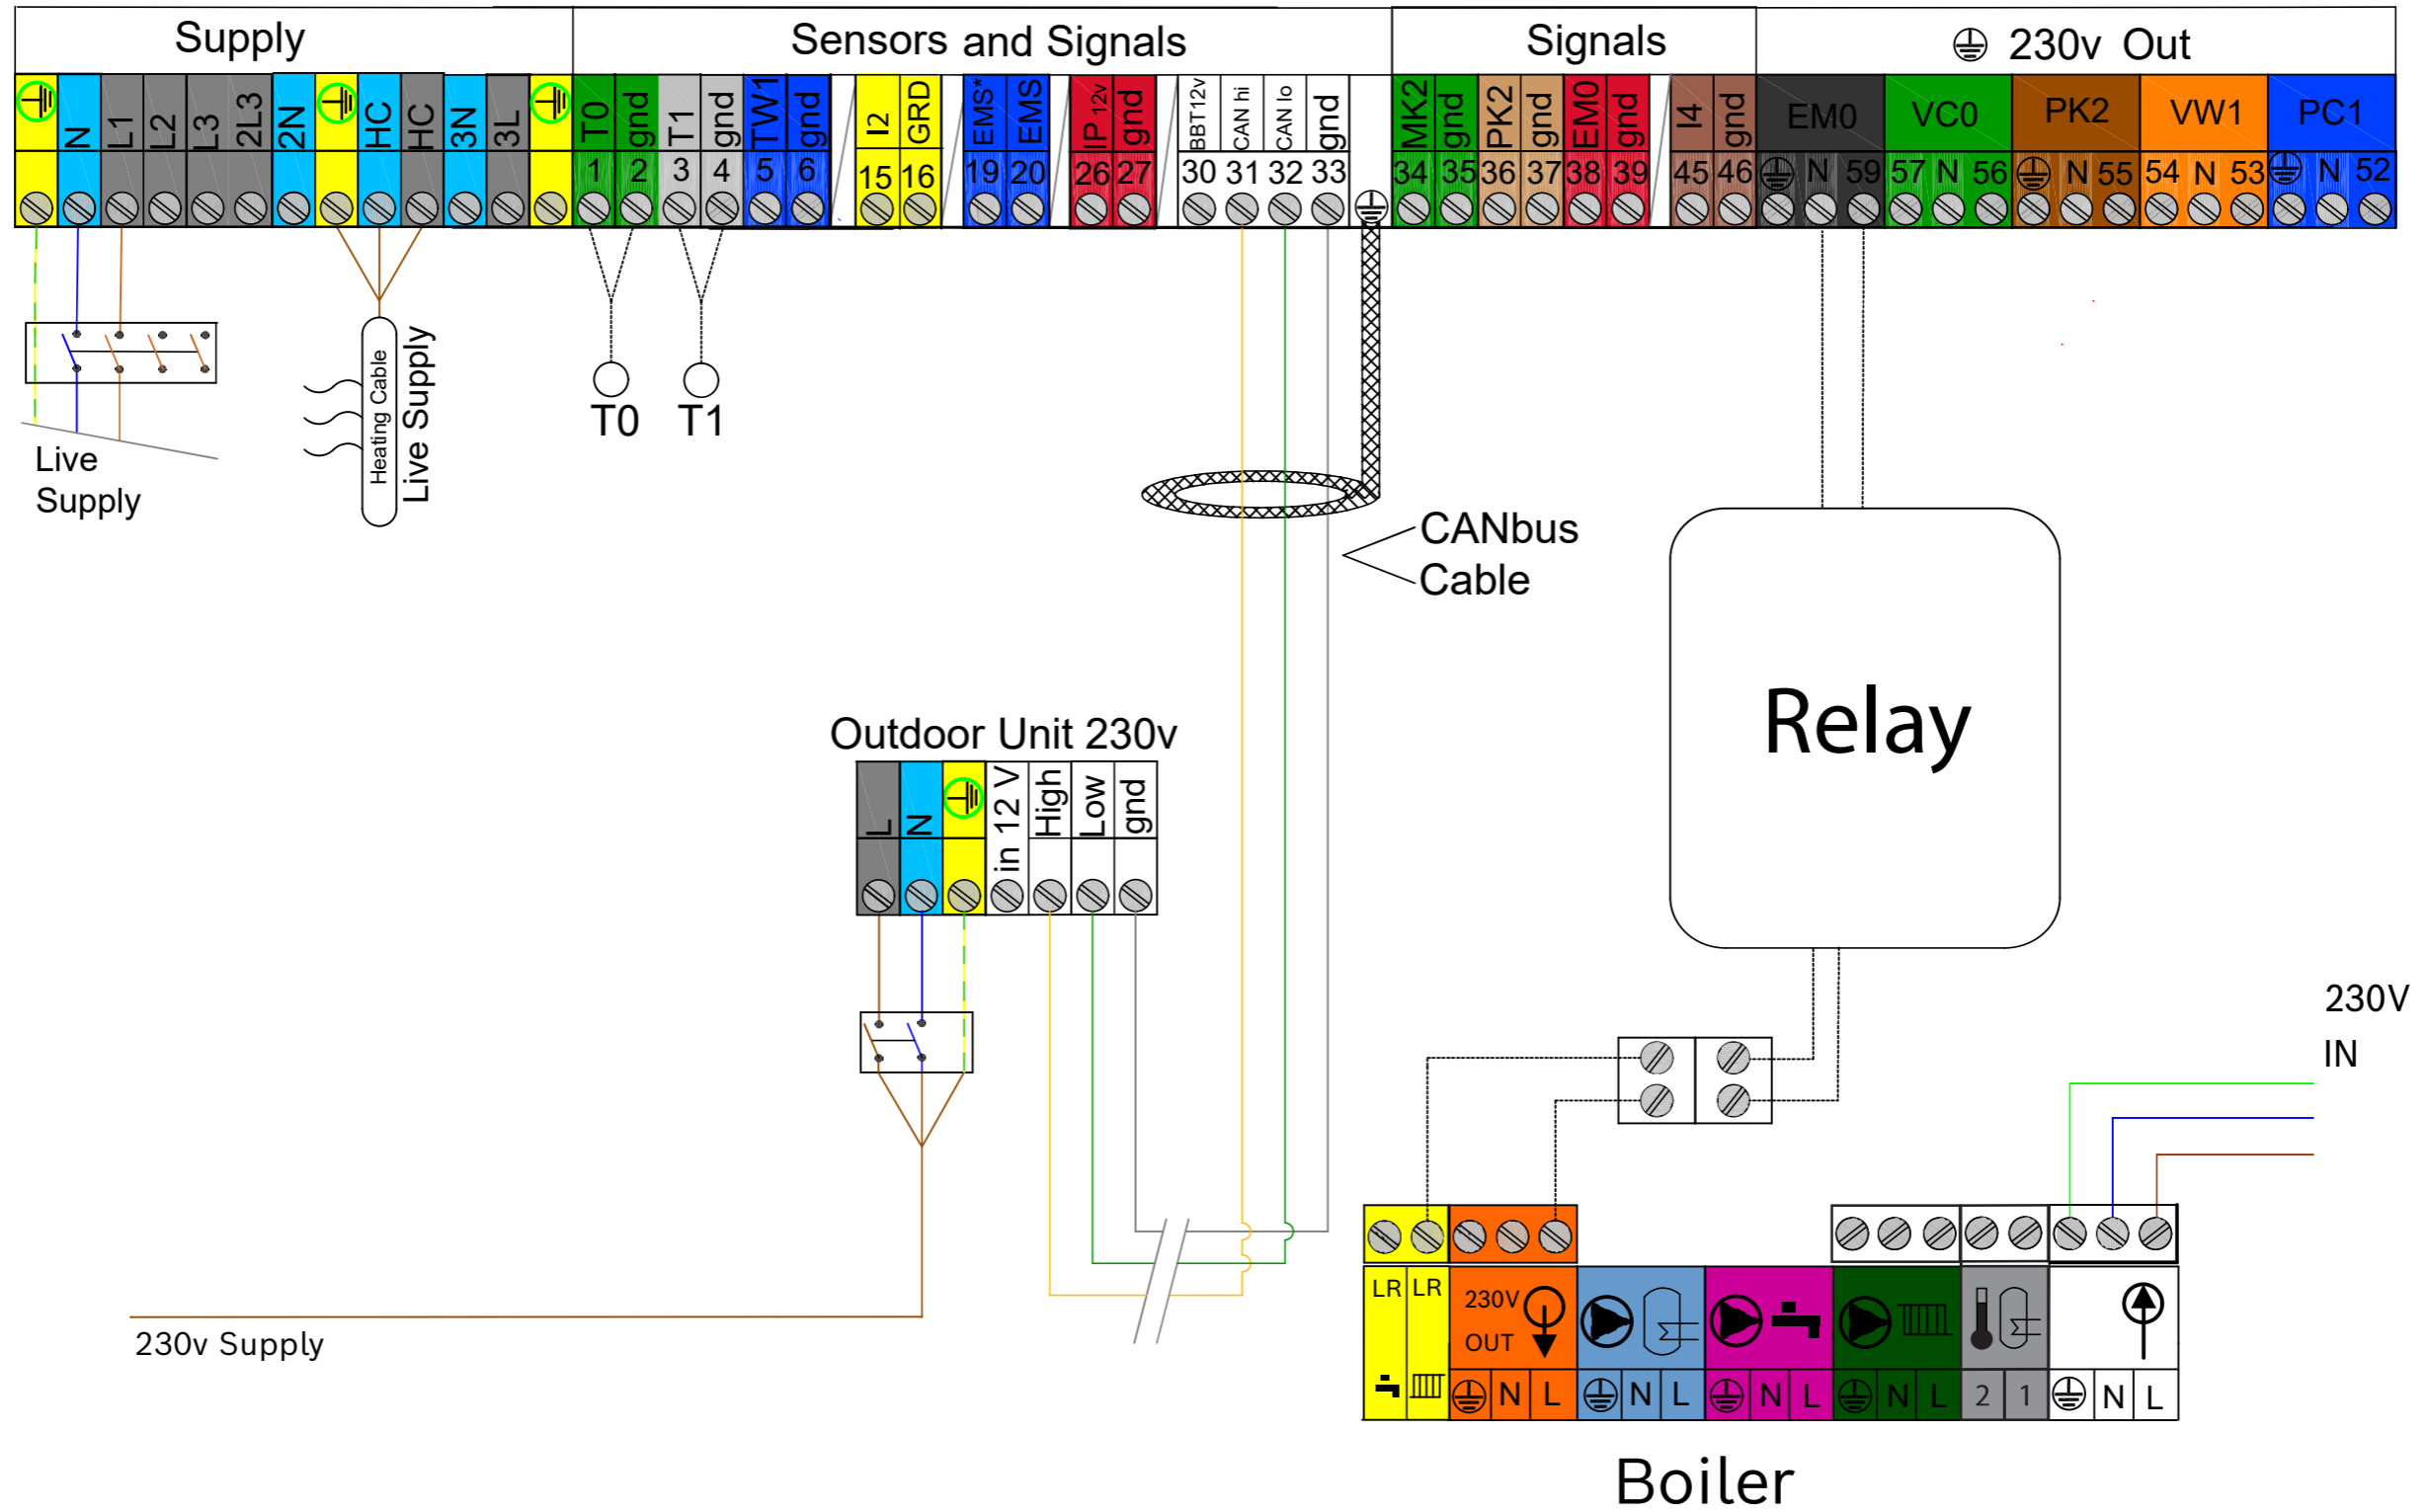 Supply
Sensors and Signals
Signals
230v Out
N L1 L2 L3 2L3 2N HC HC 3N 3L
T0 gnd T1 gnd TW1 gnd I2 GRD EMS* EMS IP 12v gnd BBT12v CAN hi CAN lo gnd
MK2 gnd PK2 gnd EM0 gnd I4 gnd
EM0 VC0 PK2 VW1 PC1
1 2 3 4 5 6 15 16 19 20 26 27 30 31 32 33 34 35 36 37 38 39 45 46 N 59 57 N 56 N 55 54 N 53 N 52
Live
Supply
Heating Cable
Live Supply
T0 T1
CANbus
Cable
Relay
Outdoor Unit 230v
L N in 12 V High Low gnd
230V
IN
230v Supply
LR LR 230V
OUT
N L N L N L N L 2 1 N L
Boiler